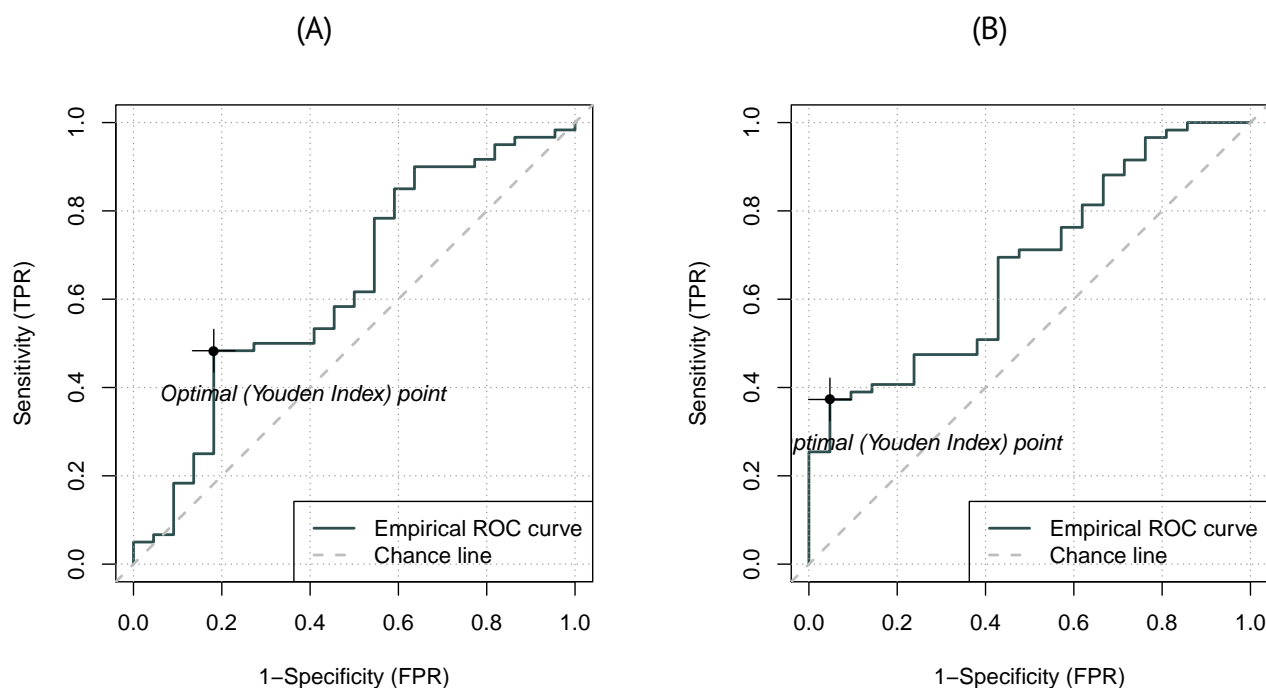 (A)
1.0
0.8
0.6
0.4
0.2
0.0
Sensitivity (TPR)
Optimal (Youden Index) point
Empirical ROC curve
Chance line
0.0 0.2 0.4 0.6 0.8 1.0
1−Specificity (FPR)
(B)
1.0
0.8
0.6
0.4
0.2
0.0
Sensitivity (TPR)
ptimal (Youden Index) point
Empirical ROC curve
Chance line
0.0 0.2 0.4 0.6 0.8 1.0
1−Specificity (FPR)